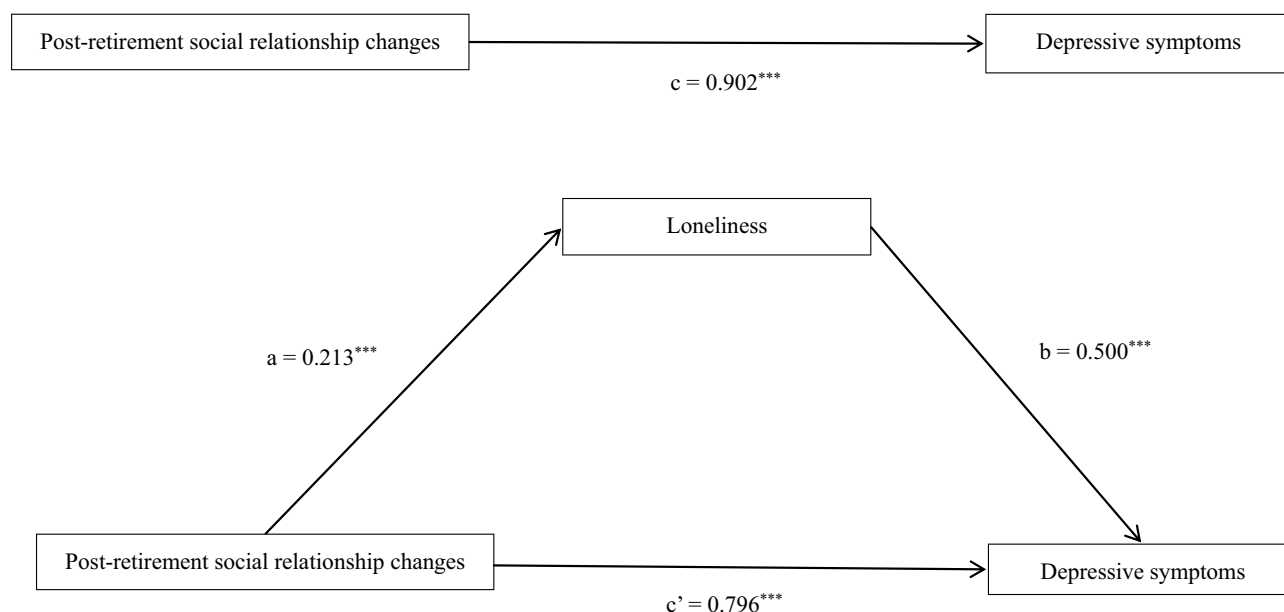 Post-retirement social relationship changes
Depressive symptoms
c = 0.902***
Loneliness
a = 0.213***
b = 0.500***
Post-retirement social relationship changes
Depressive symptoms
c’ = 0.796***